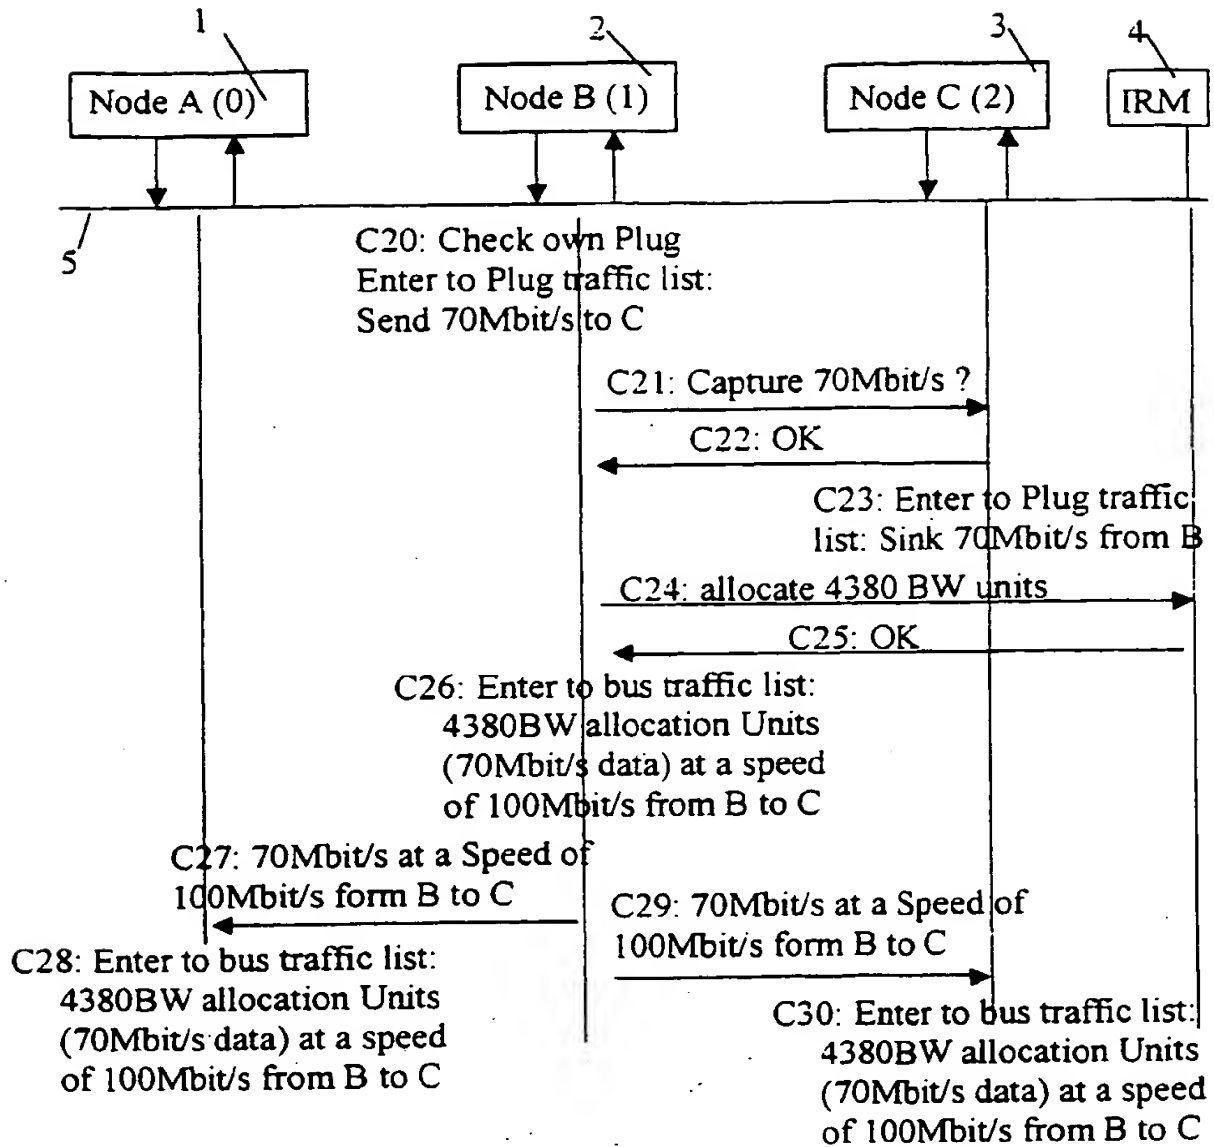 1
2
3
4
Node A (0)
Node B (1)
Node C (2)
IRM
5
C20: Check own Plug
Enter to Plug traffic list:
Send 70Mbit/s to C
C21: Capture 70Mbit/s ?
C22: OK
C23: Enter to Plug traffic
list: Sink 70Mbit/s from B
C24: allocate 4380 BW units
C25: OK
C26: Enter to bus traffic list:
4380BW allocation Units
(70Mbit/s data) at a speed
of 100Mbit/s from B to C
C27: 70Mbit/s at a Speed of
100Mbit/s form B to C
C29: 70Mbit/s at a Speed of
100Mbit/s form B to C
C28: Enter to bus traffic list:
4380BW allocation Units
(70Mbit/s data) at a speed
of 100Mbit/s from B to C
C30: Enter to bus traffic list:
4380BW allocation Units
(70Mbit/s data) at a speed
of 100Mbit/s from B to C